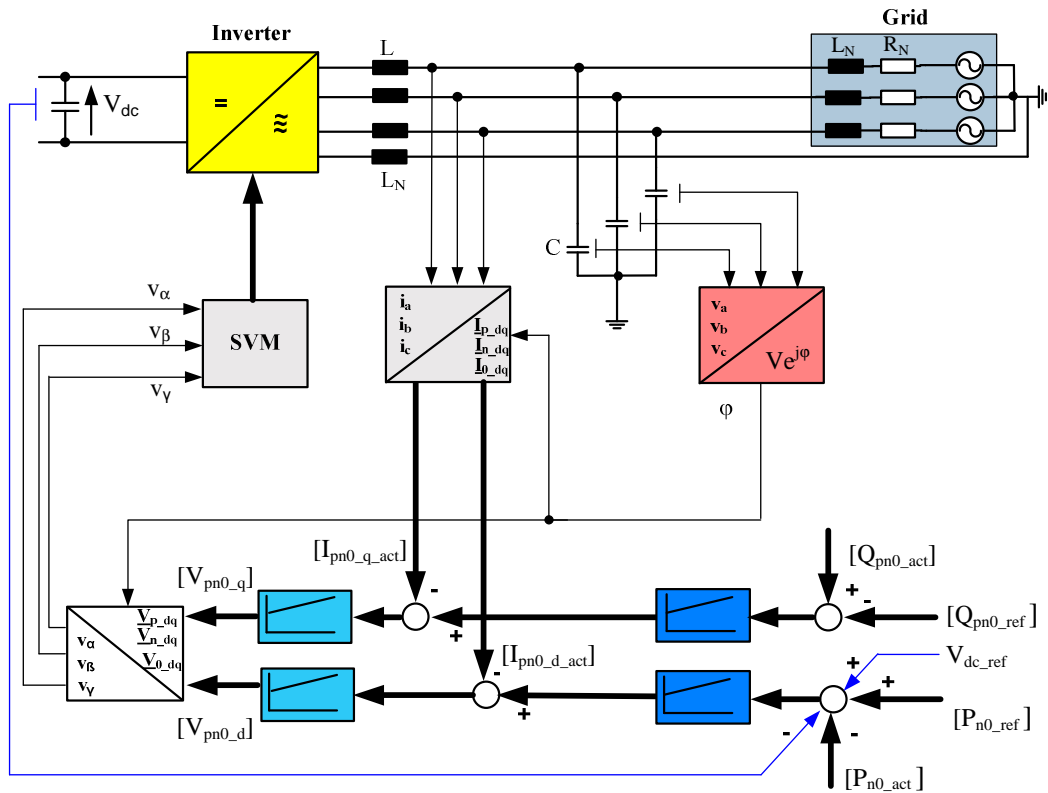 Grid
Inverter
L
L_N R_N
V_dc
=
≋
L_N
C
v_α
v_β
v_γ
SVM
i_a
i_b
i_c
I_p_dq
I_n_dq
I_0_dq
v_a
v_b
v_c
Ve^jφ
φ
[I_pn0_q_act]
[Q_pn0_act]
[V_pn0_q]
-
+
-
+
[Q_pn0_ref]
V_p_dq
V_n_dq
V_0_dq
v_α
v_ß
v_γ
[I_pn0_d_act]
-
+
V_dc_ref
+
+
[P_n0_ref]
-
-
[V_pn0_d]
[P_n0_act]